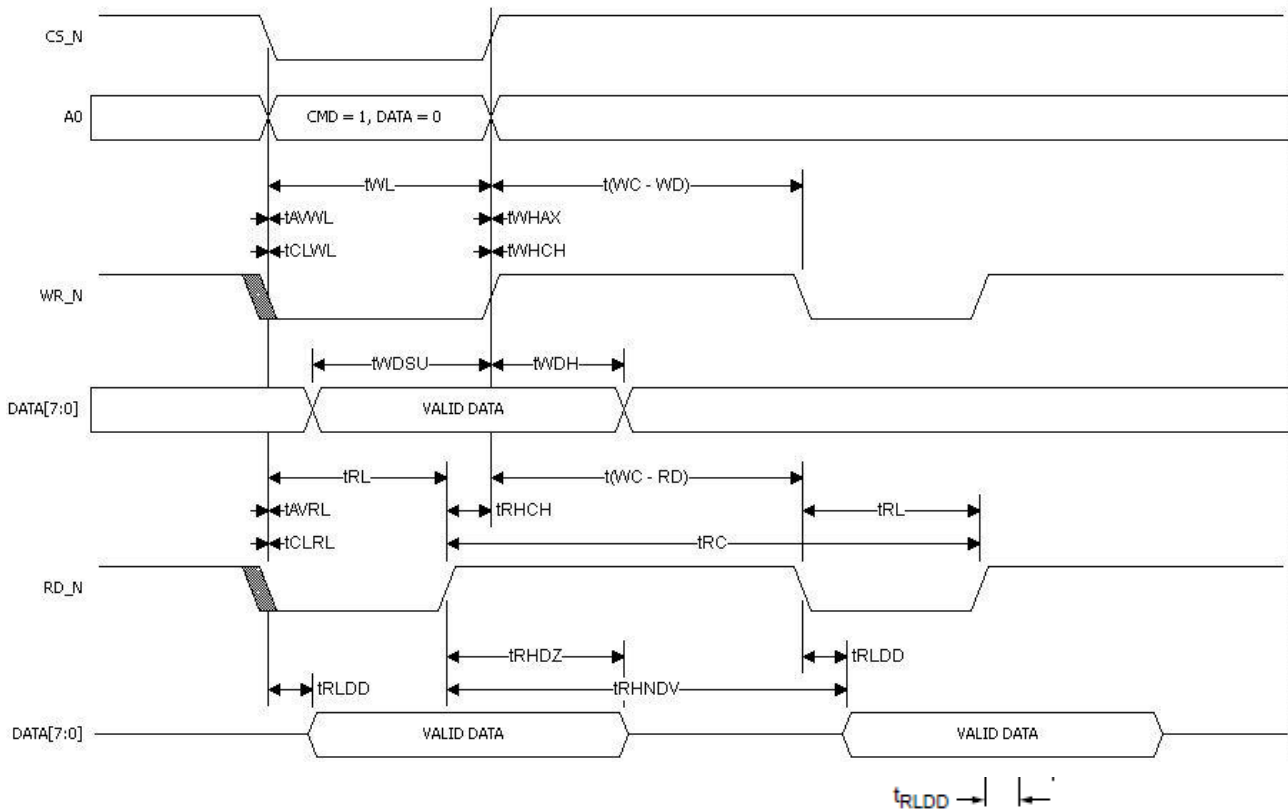 CS_N
A0
CMD = 1, DATA = 0
tWL
t(WC - WD)
tAVWL
tWHAX
tCLWL
tWHCH
WR_N
tWDSU
tWDH
DATA[7:0]
VALID DATA
tRL
t(WC - RD)
tAVRL
tRHCH
tRL
tCLRL
tRC
RD_N
tRHDZ
tRLDD
tRLDD
tRHNDV
DATA[7:0]
VALID DATA
VALID DATA
tRLDD